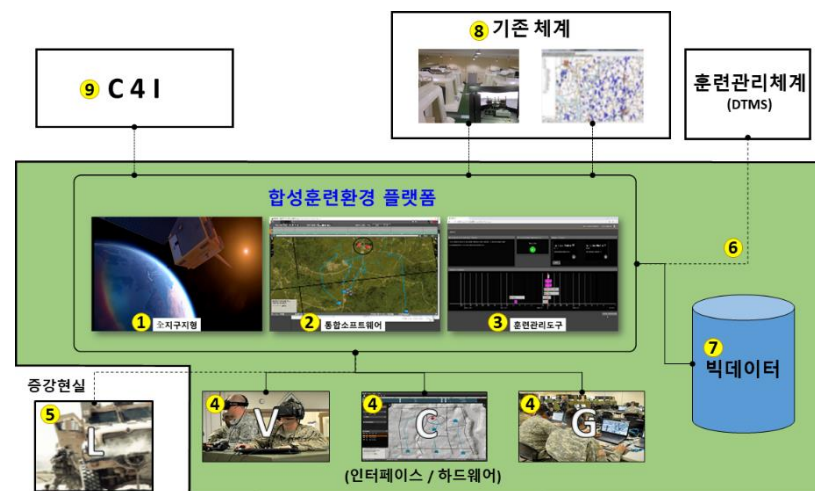 ⑧ 기존 체계
⑨ C 4 I
훈련관리체계
(DTMS)
합성훈련환경 플랫폼
① 全지구지형
② 통합소프트웨어
③ 훈련관리도구
⑥
⑦
빅데이터
증강현실
⑤ L
④ V
④ C
④ G
(인터페이스 / 하드웨어)